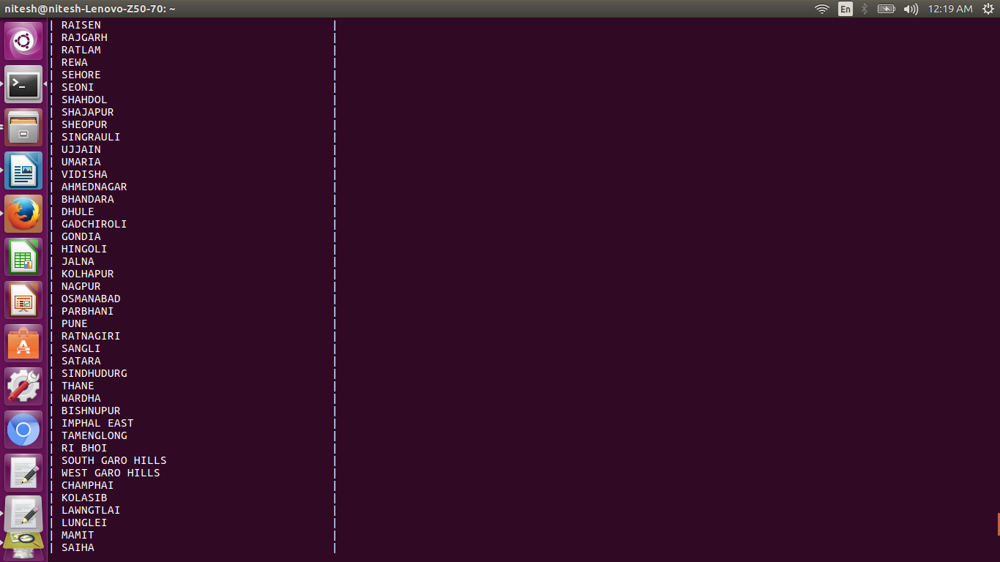 nitesh@nitesh-Lenovo-Z50-70: ~ En 12:19 AM
| RAISEN |
| RAJGARH |
| RATLAM |
| REWA |
| SEHORE |
| SEONI |
| SHAHDOL |
| SHAJAPUR |
| SHEOPUR |
| SINGRAULI |
| UJJAIN |
| UMARIA |
| VIDISHA |
| AHMEDNAGAR |
| BHANDARA |
| DHULE |
| GADCHIROLI |
| GONDIA |
| HINGOLI |
| JALNA |
| KOLHAPUR |
| NAGPUR |
| OSMANABAD |
| PARBHANI |
| PUNE |
| RATNAGIRI |
| SANGLI |
| SATARA |
| SINDHUDURG |
| THANE |
| WARDHA |
| BISHNUPUR |
| IMPHAL EAST |
| TAMENGLONG |
| RI BHOI |
| SOUTH GARO HILLS |
| WEST GARO HILLS |
| CHAMPHAI |
| KOLASIB |
| LAWNGTLAI |
| LUNGLEI |
| MAMIT |
| SAIHA |